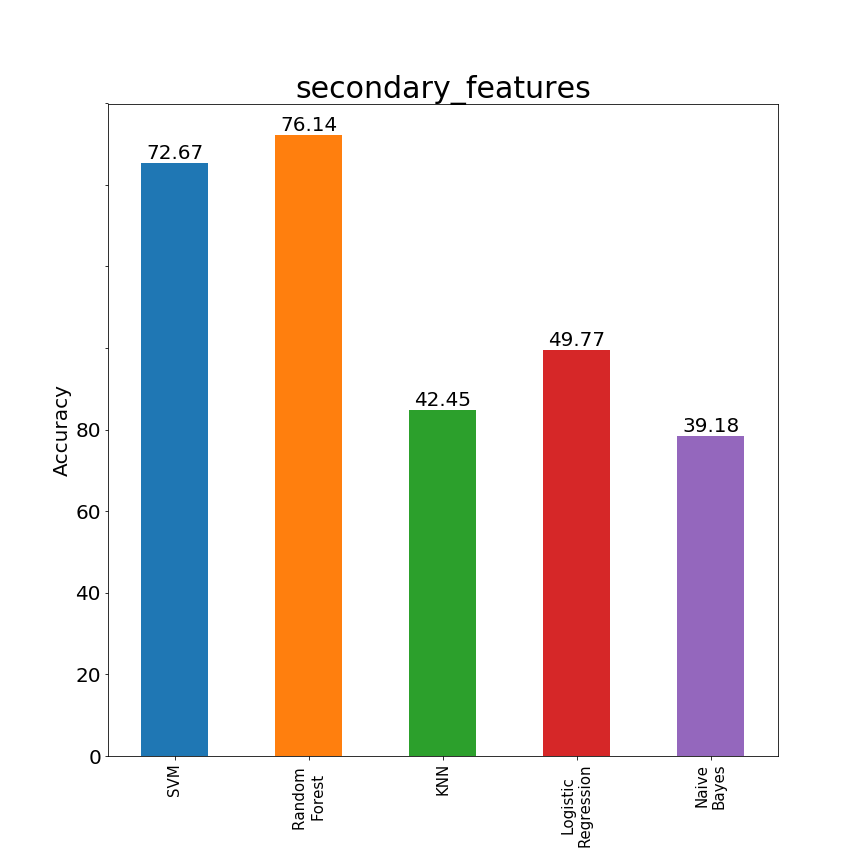 secondary_features
76.14
72.67
49.77
42.45
39.18
Accuracy
80
60
40
20
0
SVM
Random
Forest
KNN
Logistic
Regression
Naive
Bayes